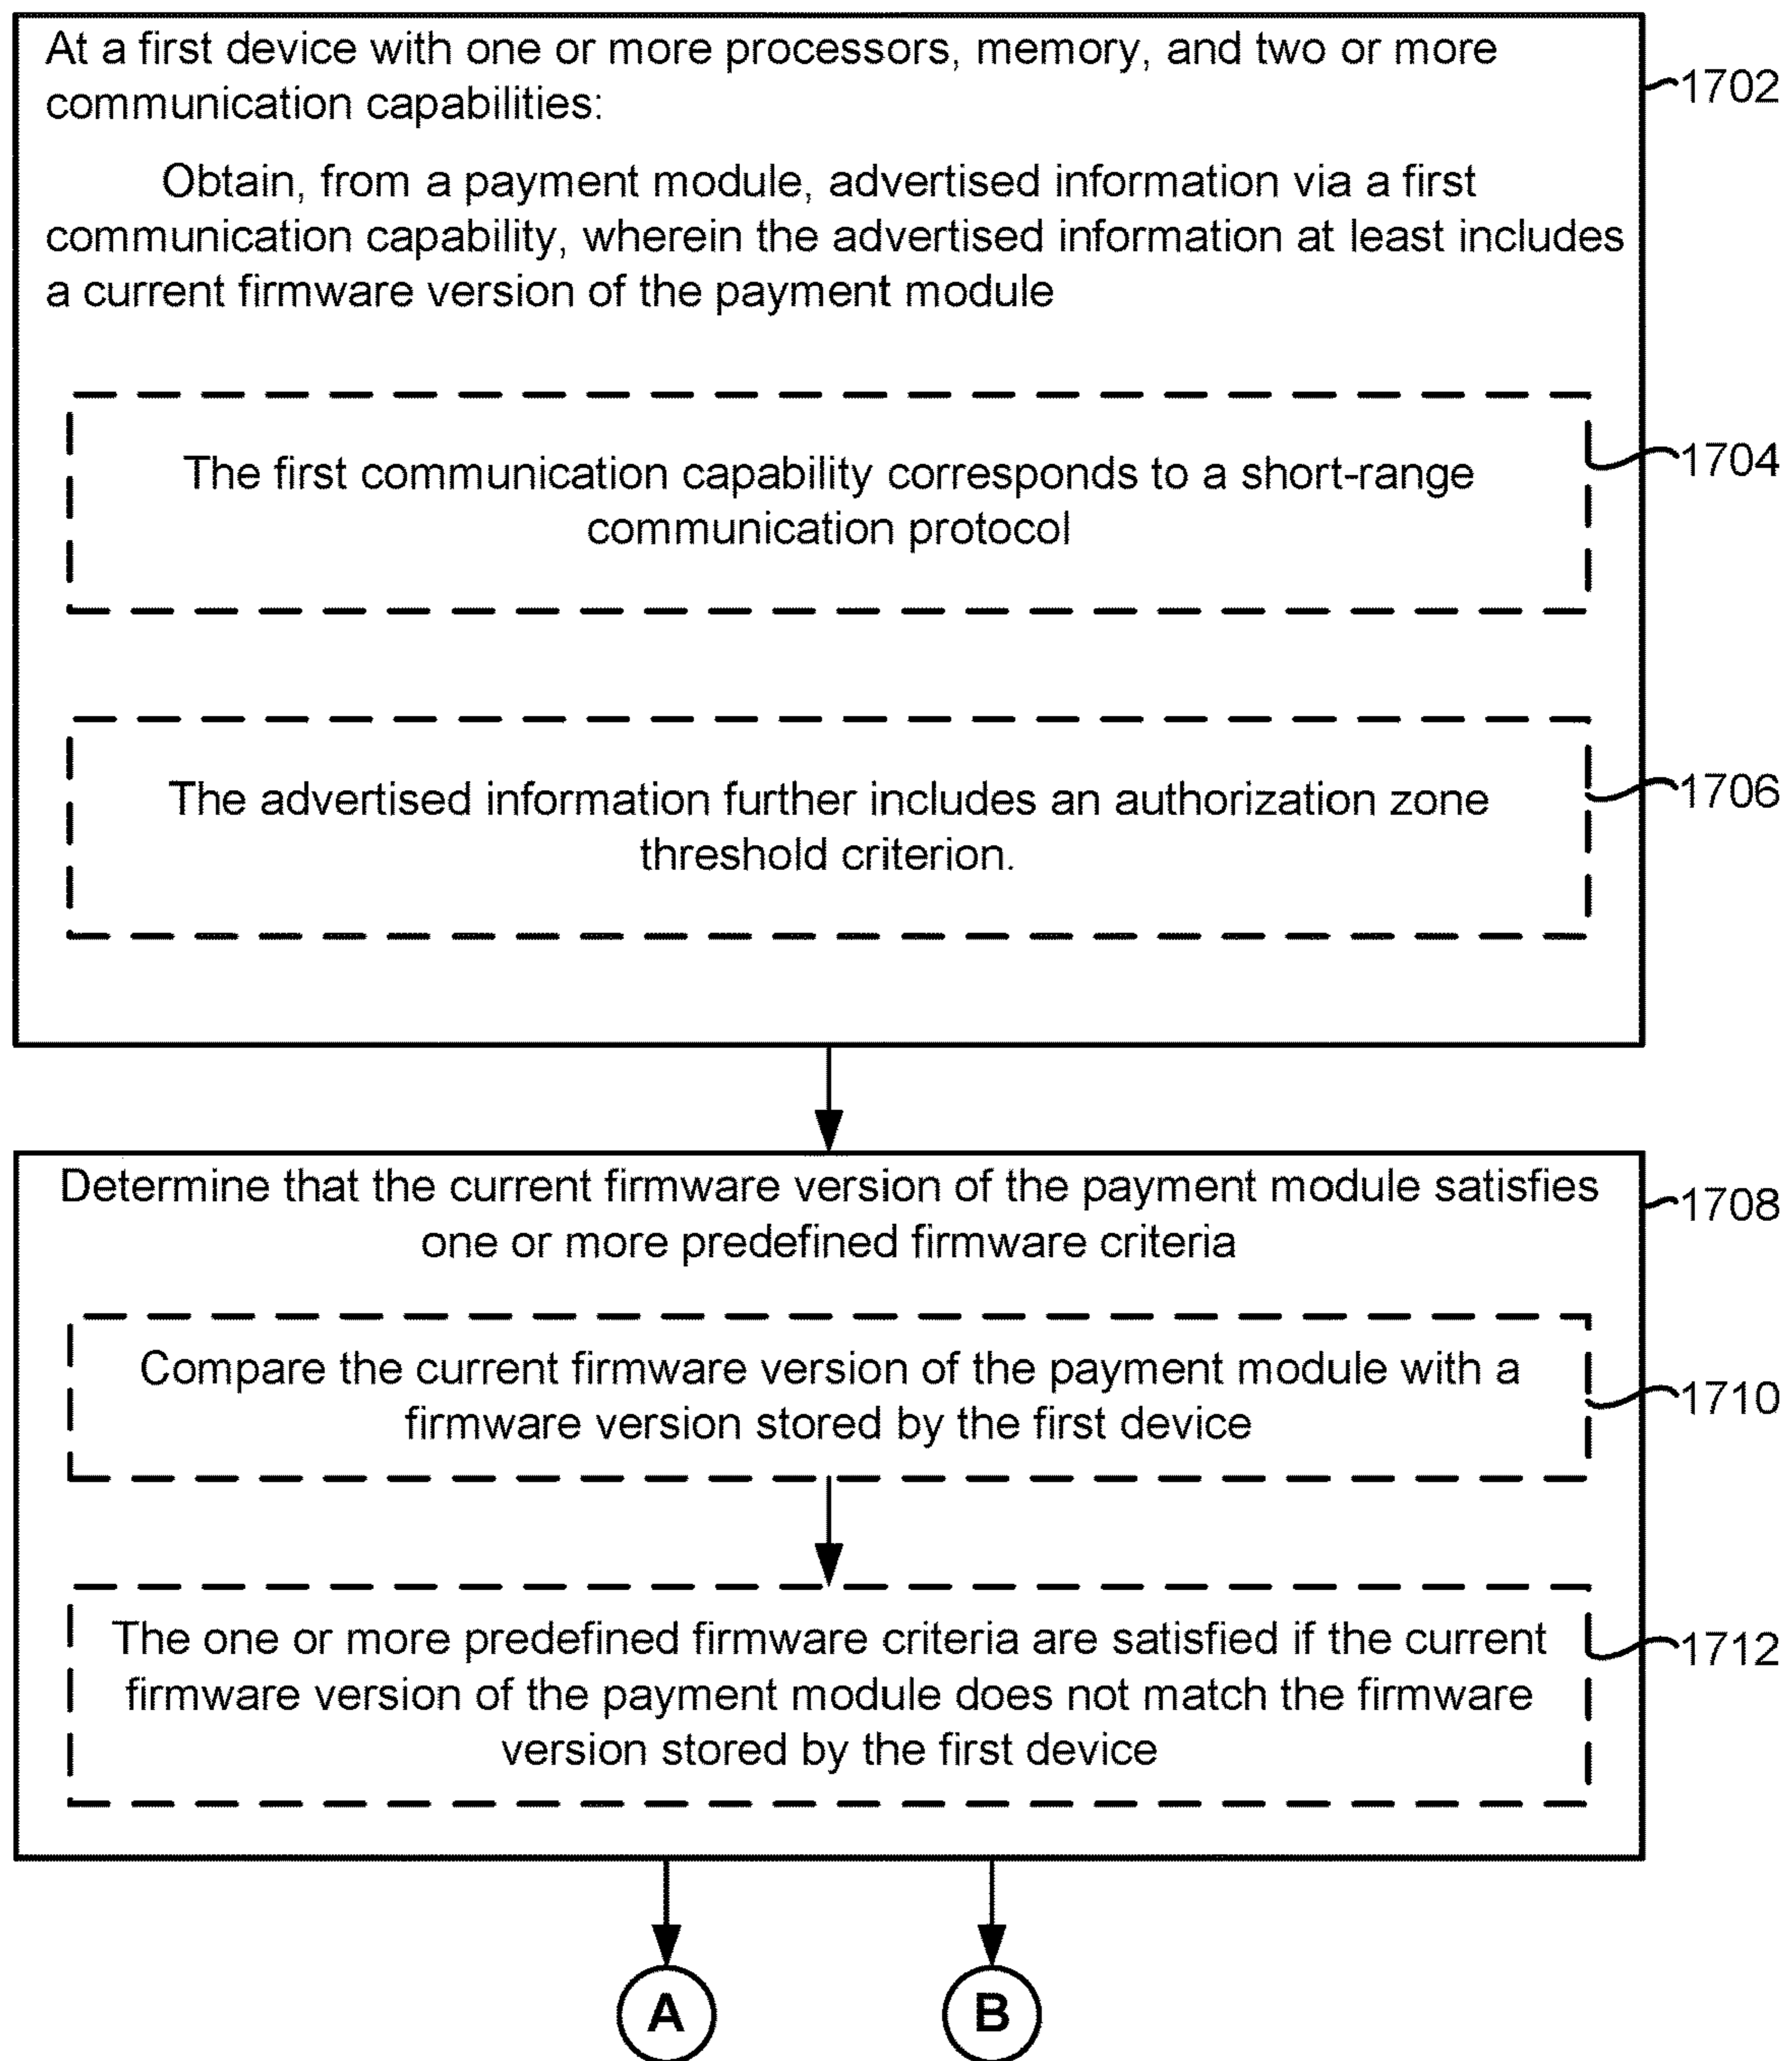 At a first device with one or more processors, memory, and two or more
communication capabilities:
1702
Obtain, from a payment module, advertised information via a first
communication capability, wherein the advertised information at least includes
a current firmware version of the payment module
The first communication capability corresponds to a short-range
communication protocol
1704
The advertised information further includes an authorization zone
threshold criterion.
1706
Determine that the current firmware version of the payment module satisfies
one or more predefined firmware criteria
1708
Compare the current firmware version of the payment module with a
firmware version stored by the first device
1710
The one or more predefined firmware criteria are satisfied if the current
firmware version of the payment module does not match the firmware
version stored by the first device
1712
A
B